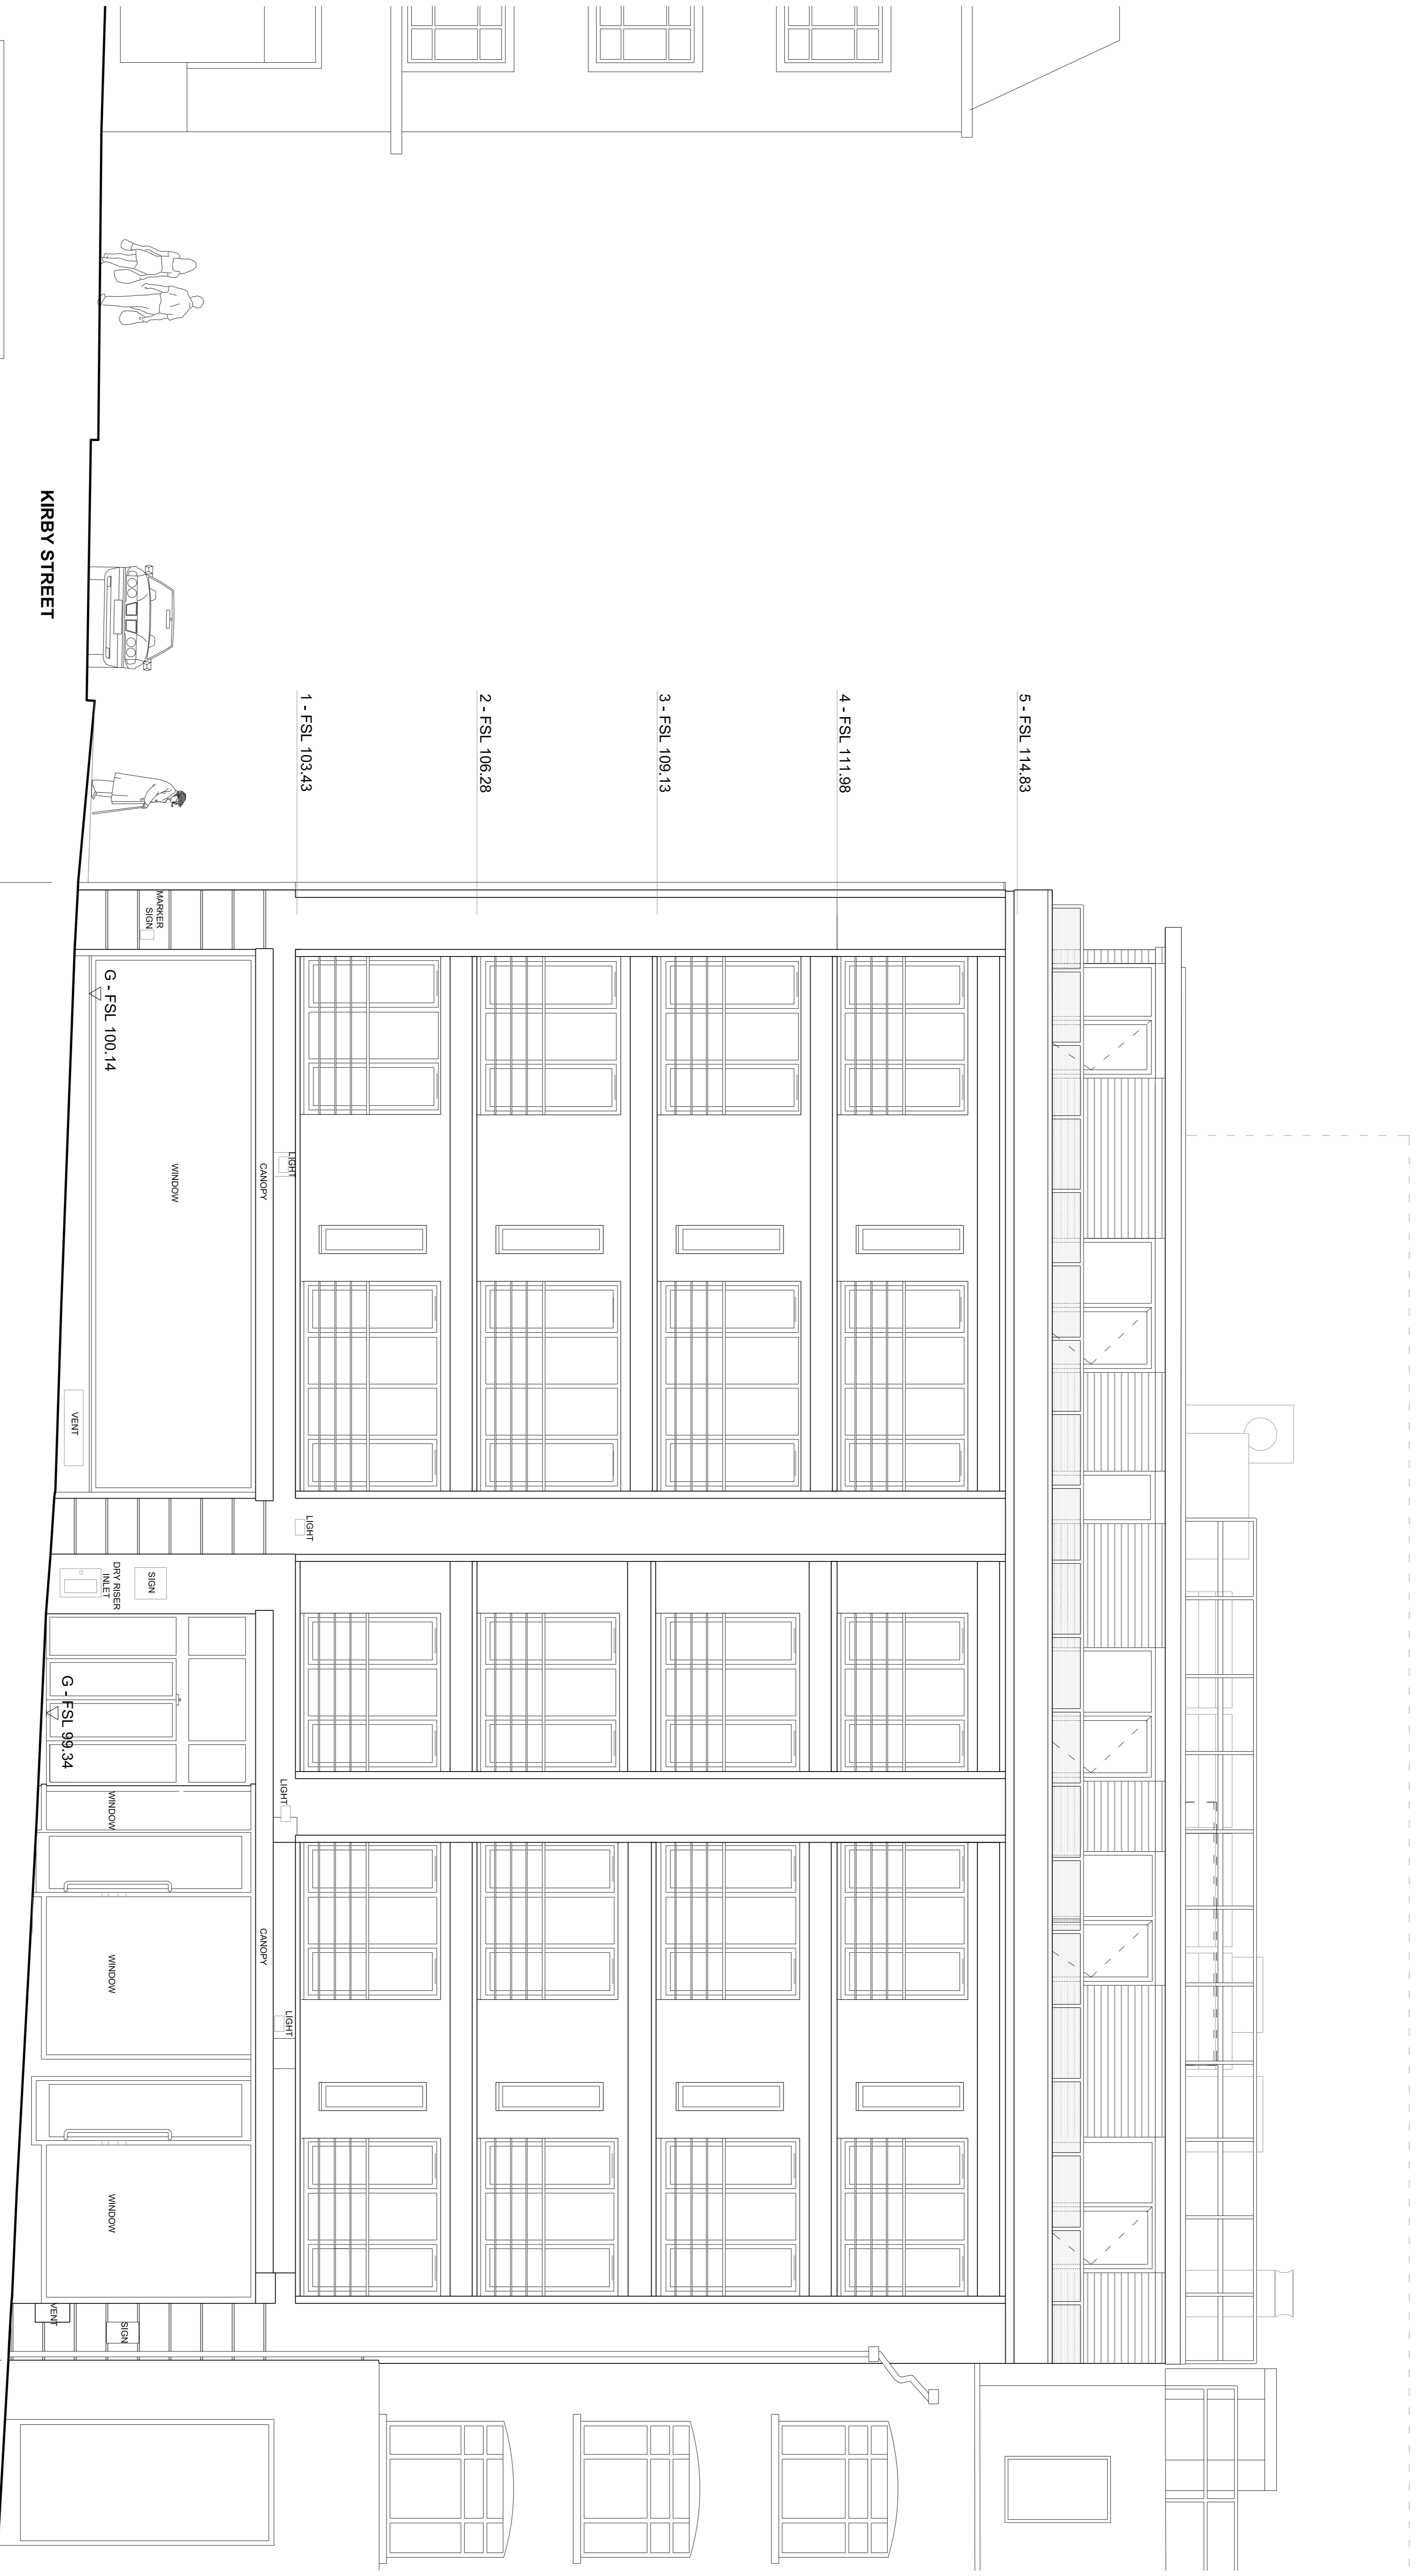 5 - FSL 114.83
4 - FSL 111.98
3 - FSL 109.13
2 - FSL 106.28
1 - FSL 103.43
KIRBY STREET
MARKER
SIGN
G - FSL 100.14
WINDOW
CANOPY
LIGHT
VENT
LIGHT
SIGN
DRY RISER
INLET
G - FSL 99.34
LIGHT
WINDOW
CANOPY
WINDOW
LIGHT
WINDOW
VENT
SIGN